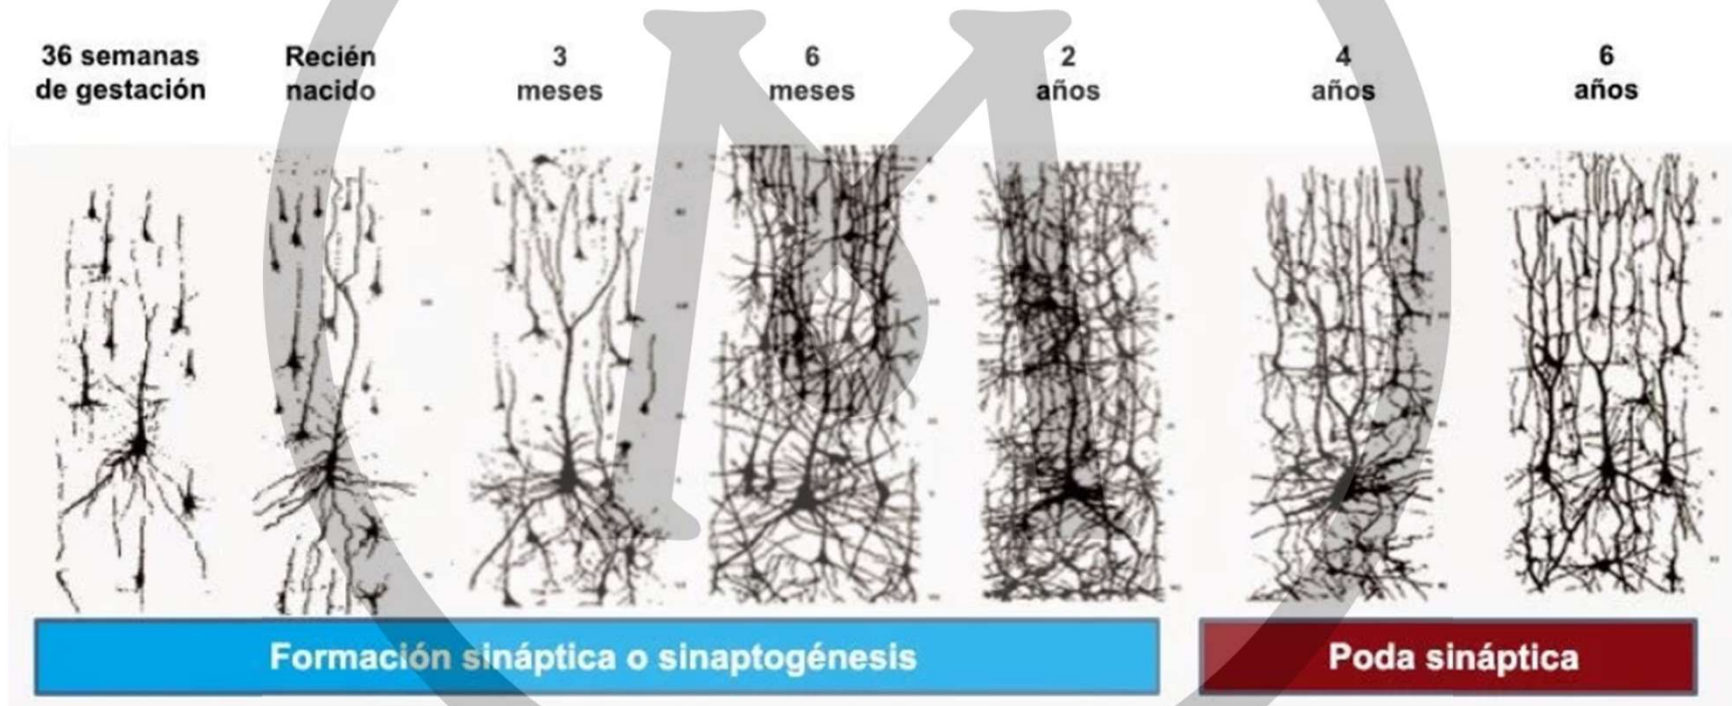 36 semanas
de gestación
Recién
nacido
3
meses
6
meses
2
años
4
años
6
años
Formación sináptica o sinaptogénesis
Poda sináptica